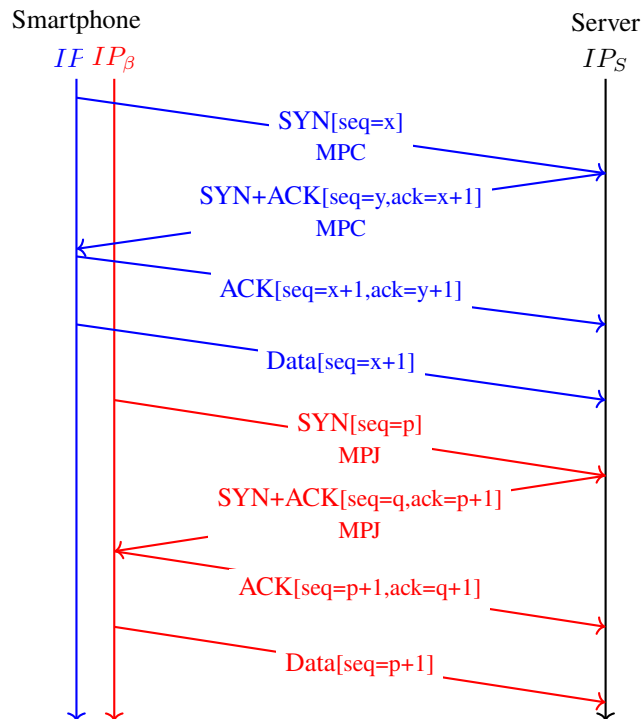 Smartphone Server
IP IP_β IP_S
SYN[seq=x]
MPC
SYN+ACK[seq=y,ack=x+1]
MPC
ACK[seq=x+1,ack=y+1]
Data[seq=x+1]
SYN[seq=p]
MPJ
SYN+ACK[seq=q,ack=p+1]
MPJ
ACK[seq=p+1,ack=q+1]
Data[seq=p+1]